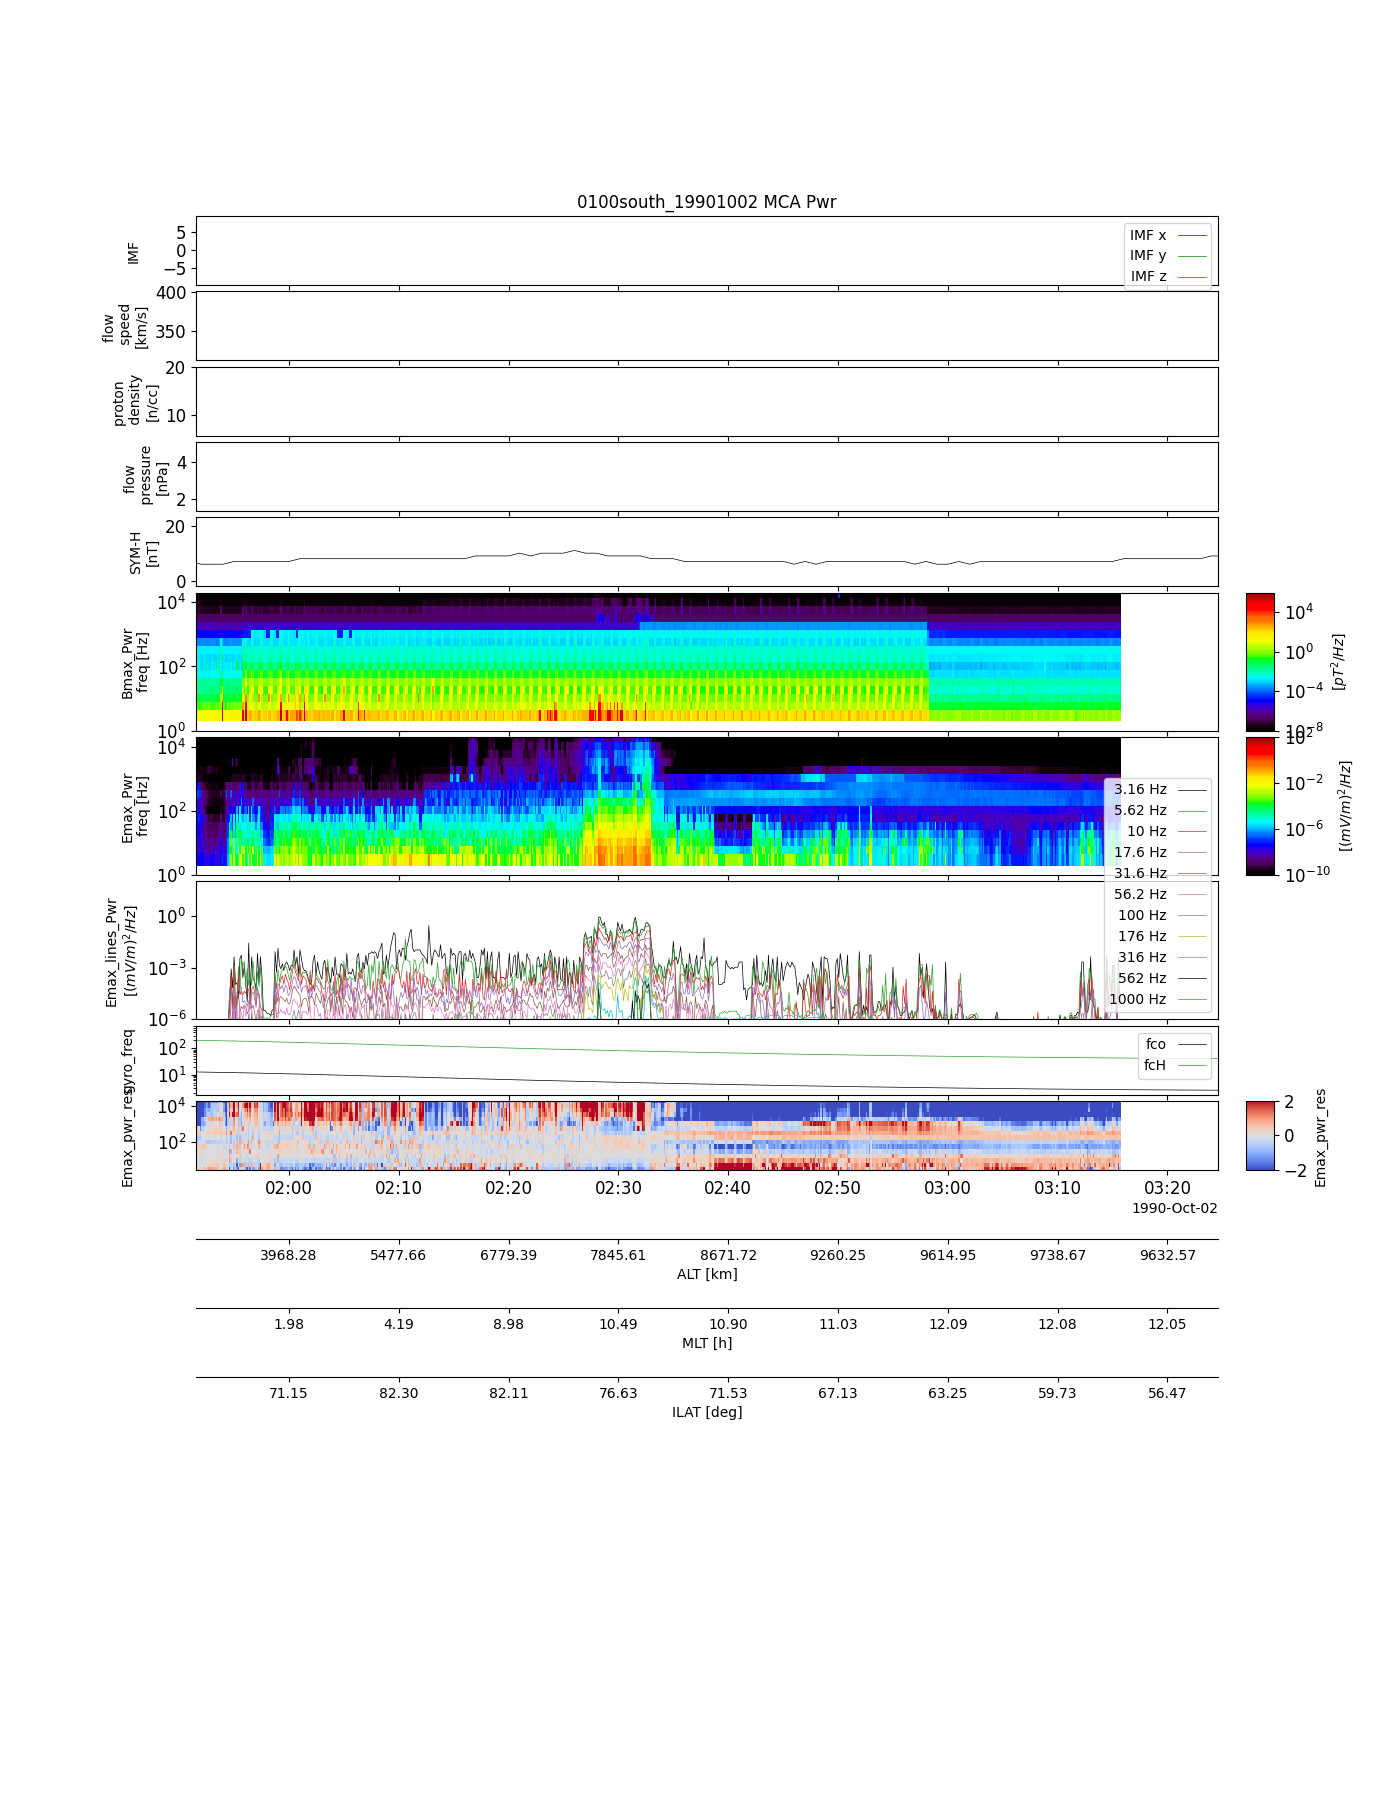 0100south_19901002 MCA Pwr
IMF
5
0
−5
IMF x
IMF y
IMF z
flow
speed
[km/s]
400
350
proton
density
[n/cc]
20
10
flow
pressure
[nPa]
4
2
SYM-H
[nT]
20
0
Bmax_Pwr
freq [Hz]
10^4
10^2
10^0
10^4
10^0
10^−4
10^−8
[pT^2/Hz]
Emax_Pwr
freq [Hz]
10^4
10^2
10^0
10^2
10^−2
10^−6
10^−10
[(mV/m)^2/Hz]
3.16 Hz
5.62 Hz
10 Hz
17.6 Hz
31.6 Hz
56.2 Hz
100 Hz
176 Hz
316 Hz
562 Hz
1000 Hz
Emax_lines_Pwr
[(mV/m)^2/Hz]
10^0
10^−3
10^−6
gyro_freq
10^2
10^1
fco
fcH
Emax_pwr_res
10^4
10^2
2
0
−2
Emax_pwr_res
02:00 02:10 02:20 02:30 02:40 02:50 03:00 03:10 03:20
1990-Oct-02
3968.28 5477.66 6779.39 7845.61 8671.72 9260.25 9614.95 9738.67 9632.57
ALT [km]
1.98 4.19 8.98 10.49 10.90 11.03 12.09 12.08 12.05
MLT [h]
71.15 82.30 82.11 76.63 71.53 67.13 63.25 59.73 56.47
ILAT [deg]